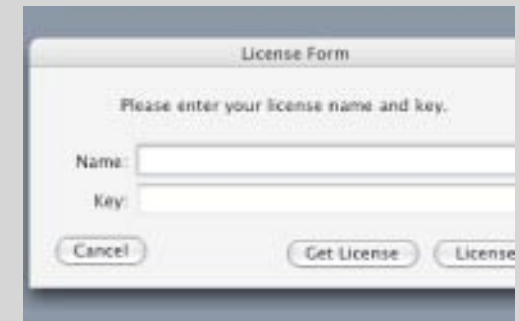 License Form
Please enter your license name and key.
Name:
Key:
Cancel Get License License